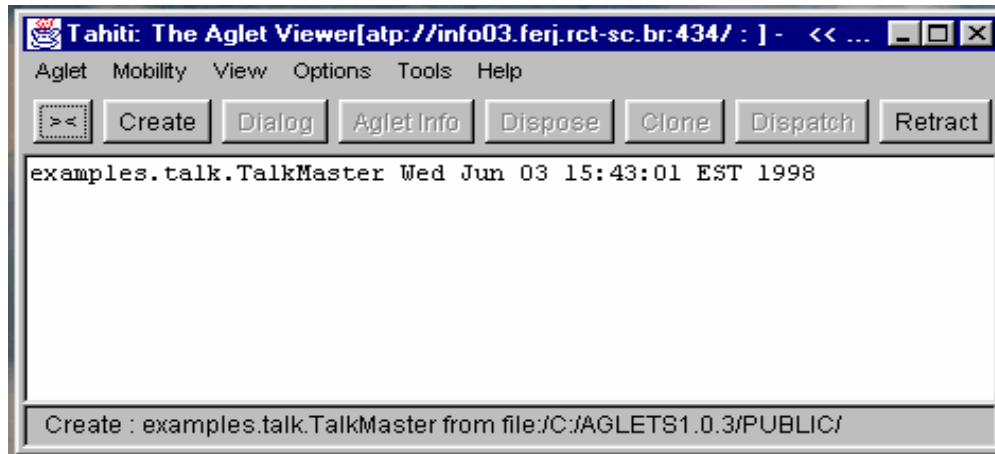 Tahiti: The Aglet Viewer[atp://info03.ferj.rct-sc.br:434/ : ] - << ...
Aglet Mobility View Options Tools Help
>< Create Dialog Aglet Info Dispose Clone Dispatch Retract
examples.talk.TalkMaster Wed Jun 03 15:43:01 EST 1998
Create : examples.talk.TalkMaster from file:/C:/AGLETS1.0.3/PUBLIC/